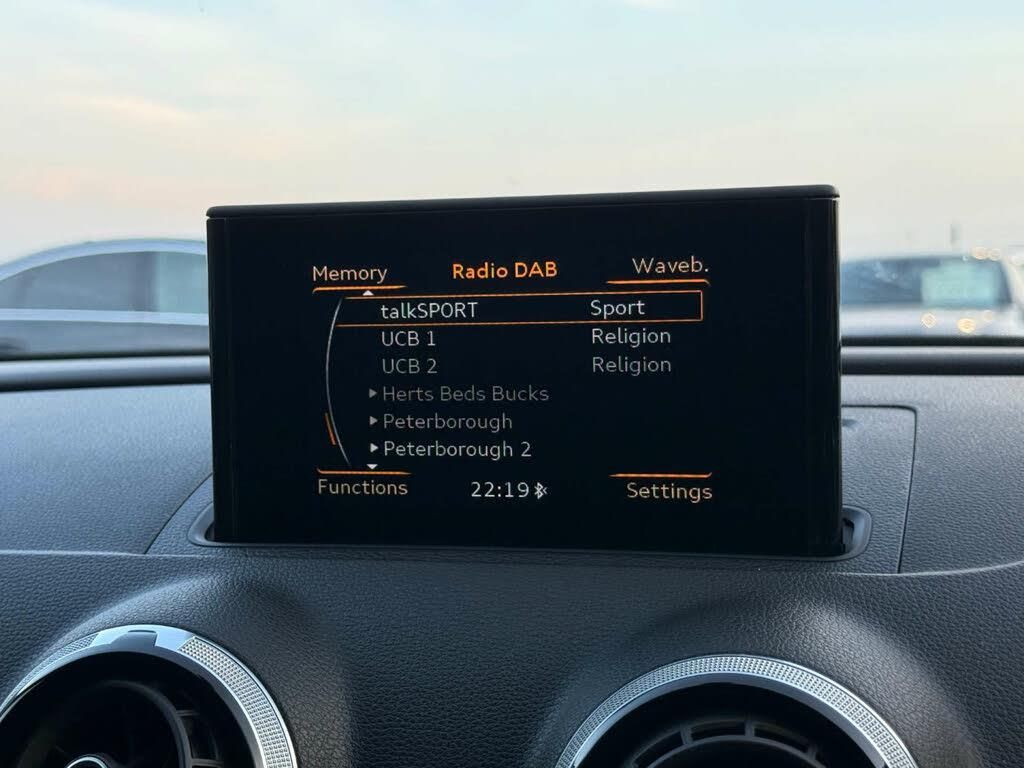 Memory Radio DAB Waveb.
talkSPORT Sport
UCB 1 Religion
UCB 2 Religion
Herts Beds Bucks
Peterborough
Peterborough 2
Functions 22:19 Settings